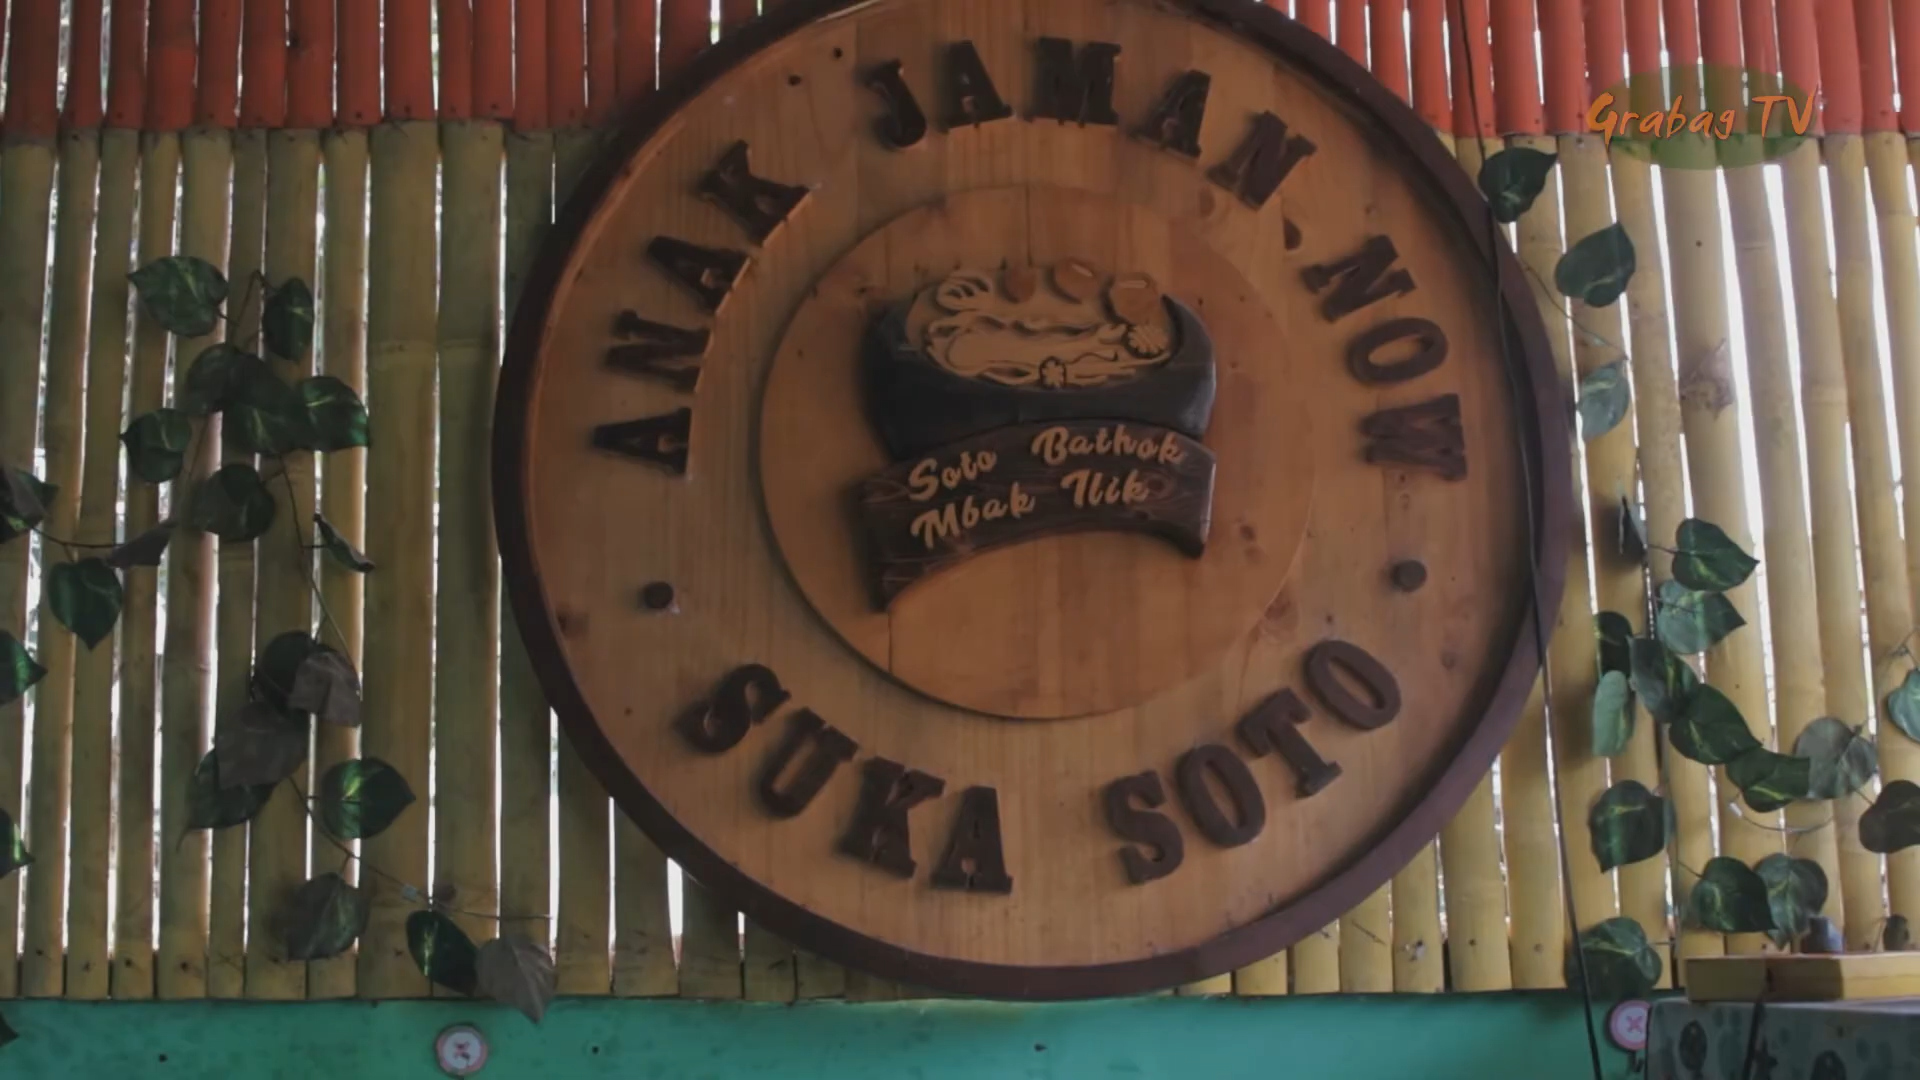 Grabag TV
ANAK JAMAN NOW
Soto Bathok
Mbak Ilik
SUKA SOTO